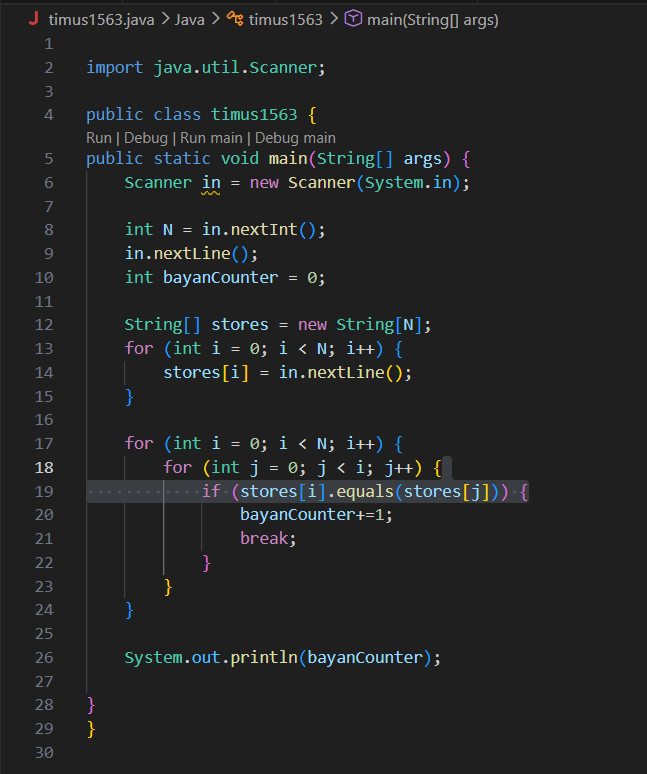 timus1563.java > Java > timus1563 > main(String[] args)
1
2 import java.util.Scanner;
3
4 public class timus1563 {
Run | Debug | Run main | Debug main
5 public static void main(String[] args) {
6 Scanner in = new Scanner(System.in);
7
8 int N = in.nextInt();
9 in.nextLine();
10 int bayanCounter = 0;
11
12 String[] stores = new String[N];
13 for (int i = 0; i < N; i++) {
14 stores[i] = in.nextLine();
15 }
16
17 for (int i = 0; i < N; i++) {
18 for (int j = 0; j < i; j++) {
19 if (stores[i].equals(stores[j])) {
20 bayanCounter+=1;
21 break;
22 }
23 }
24 }
25
26 System.out.println(bayanCounter);
27
28 }
29 }
30